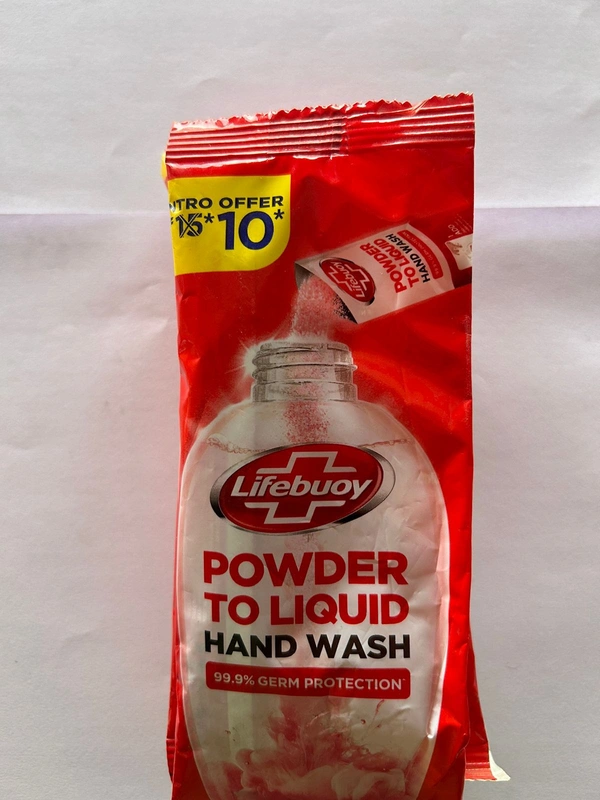 INTRO OFFER
₹15* 10*
Lifebuoy
POWDER
TO LIQUID
HAND WASH
Lifebuoy
POWDER
TO LIQUID
HAND WASH
99.9% GERM PROTECTION*